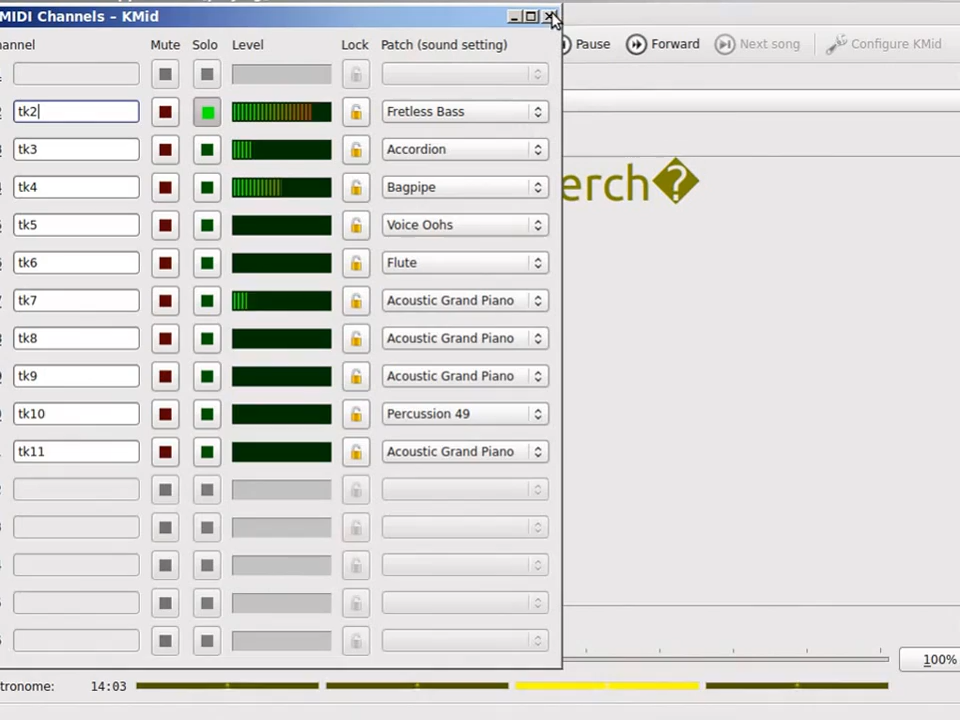 MIDI Channels – KMid
Pause Forward Next song Configure KMid
hannel Mute Solo Level Lock Patch (sound setting)
tk2 Fretless Bass
tk3 Accordion
tk4 Bagpipe
tk5 Voice Oohs
tk6 Flute
tk7 Acoustic Grand Piano
tk8 Acoustic Grand Piano
tk9 Acoustic Grand Piano
tk10 Percussion 49
tk11 Acoustic Grand Piano
erch�
100%
tronome: 14:03